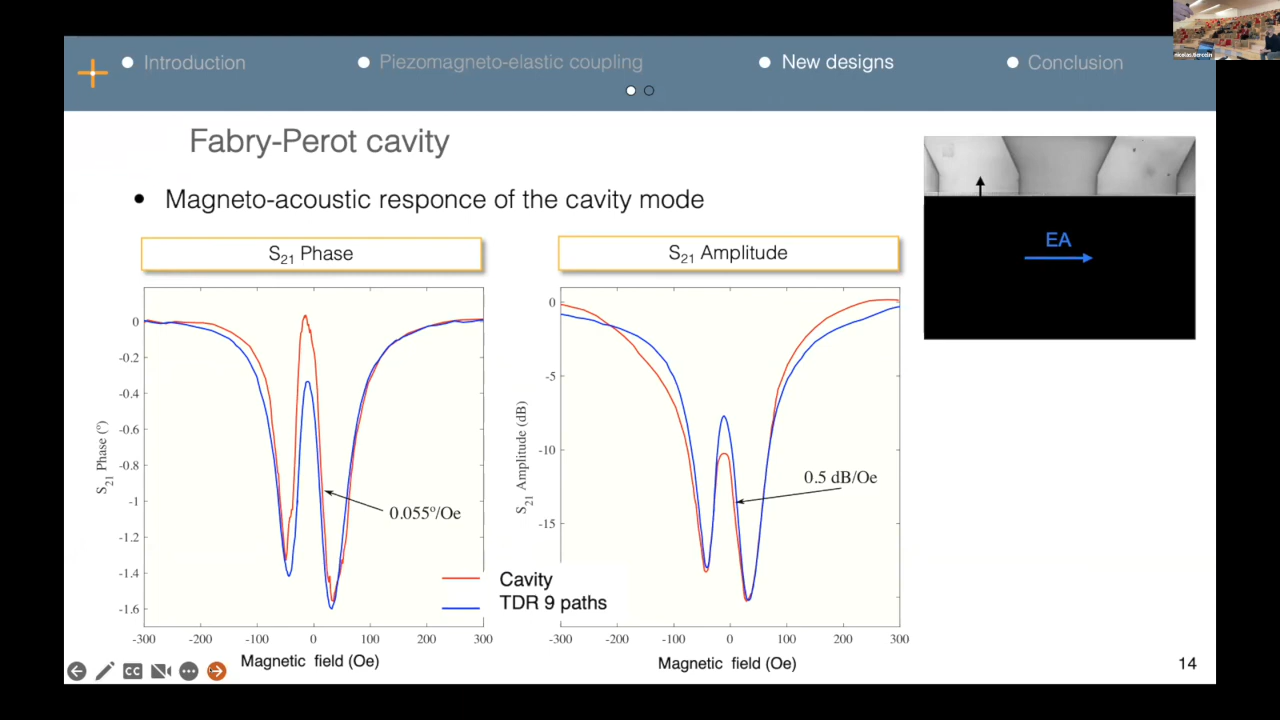 Introduction
Piezomagneto-elastic coupling
New designs
Conclusion
Fabry-Perot cavity
Magneto-acoustic responce of the cavity mode
S21 Phase
S21 Amplitude
EA
0
-0.2
-0.4
-0.6
-0.8
-1
-1.2
-1.4
-1.6
S21 Phase (°)
0.055°/Oe
-300 -200 -100 0 100 200 300
Magnetic field (Oe)
0
-5
-10
-15
S21 Amplitude (dB)
0.5 dB/Oe
-300 -200 -100 0 100 200 300
Magnetic field (Oe)
Cavity
TDR 9 paths
CC
14